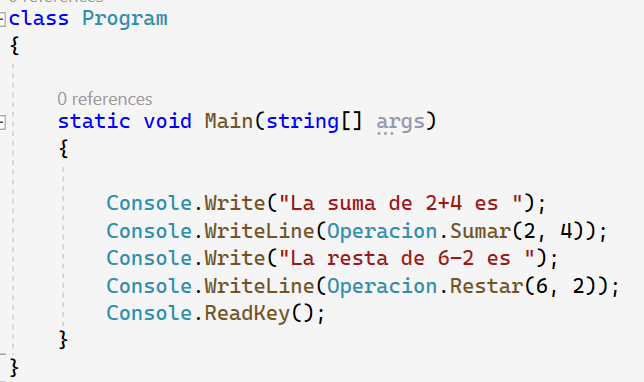 0 references
class Program
{
0 references
static void Main(string[] args)
{
Console.Write("La suma de 2+4 es ");
Console.WriteLine(Operacion.Sumar(2, 4));
Console.Write("La resta de 6-2 es ");
Console.WriteLine(Operacion.Restar(6, 2));
Console.ReadKey();
}
}